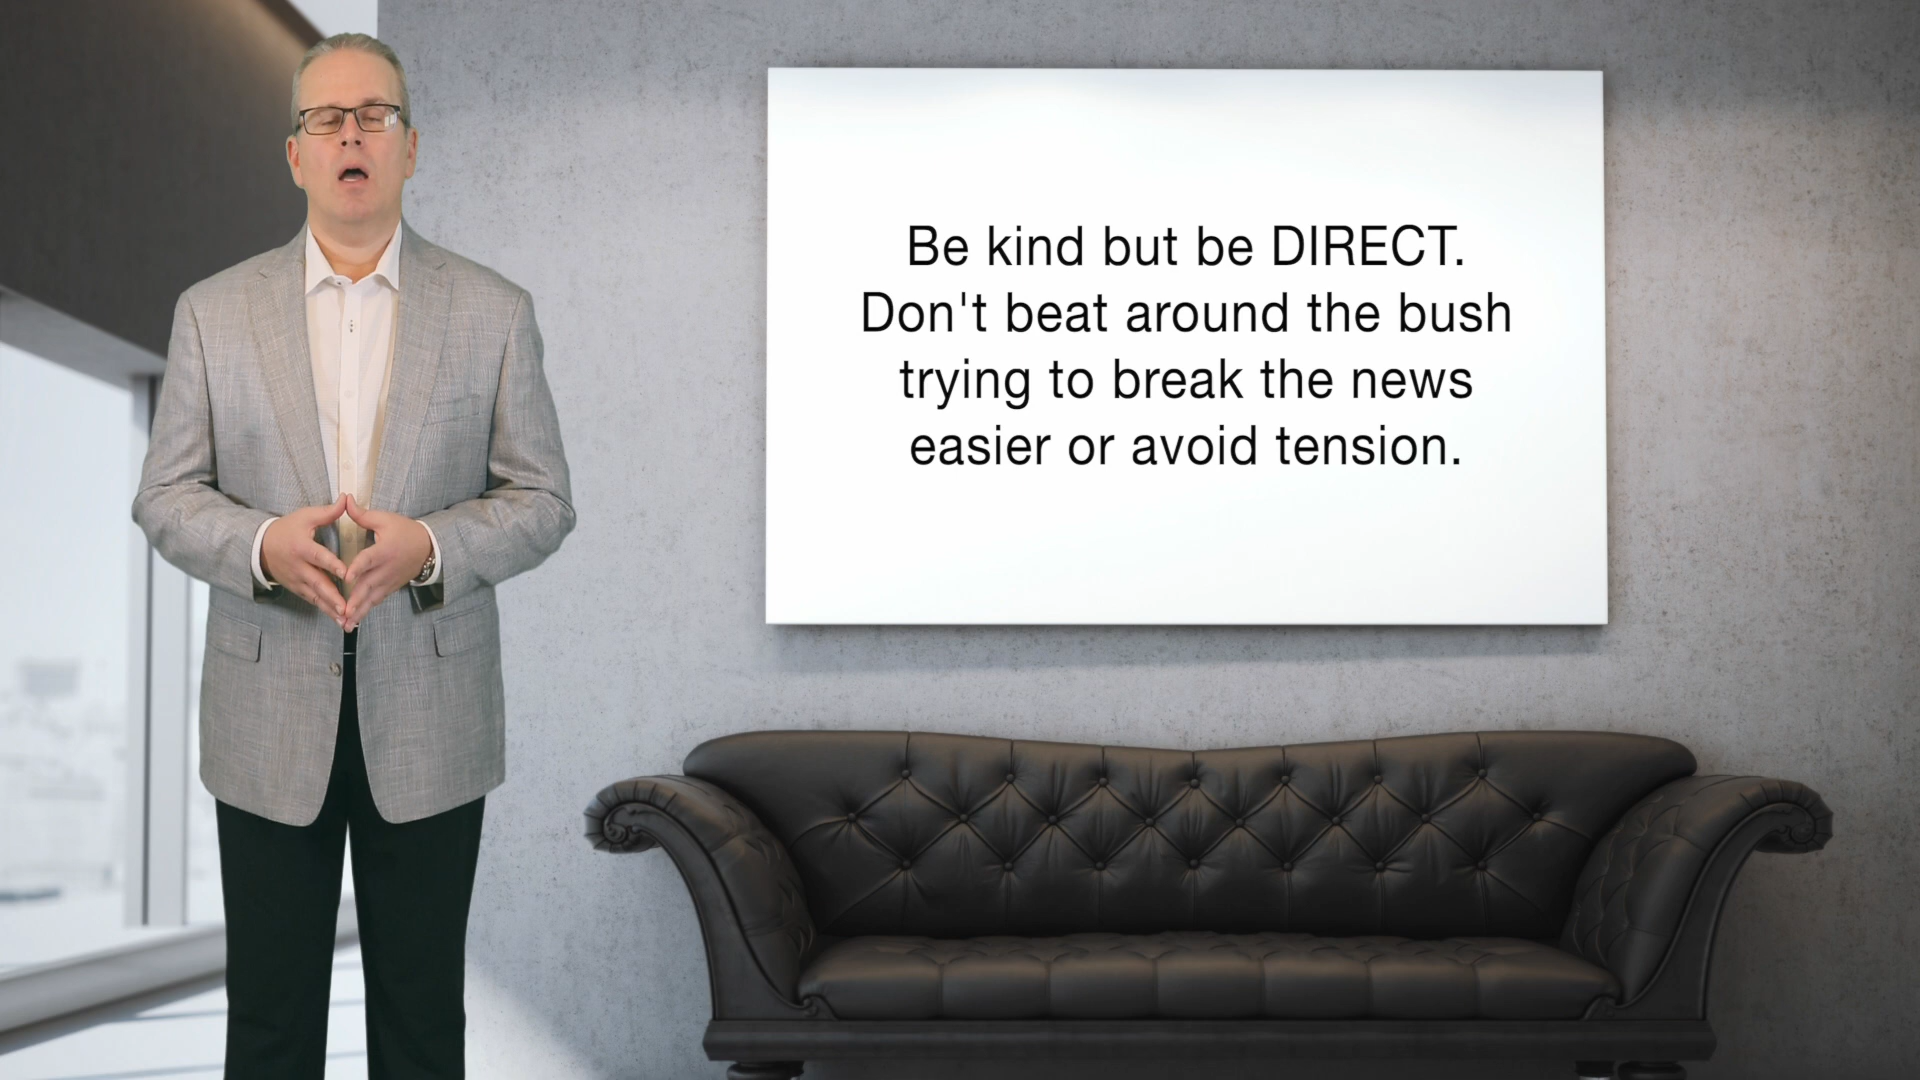 Be kind but be DIRECT.
Don't beat around the bush
trying to break the news
easier or avoid tension.